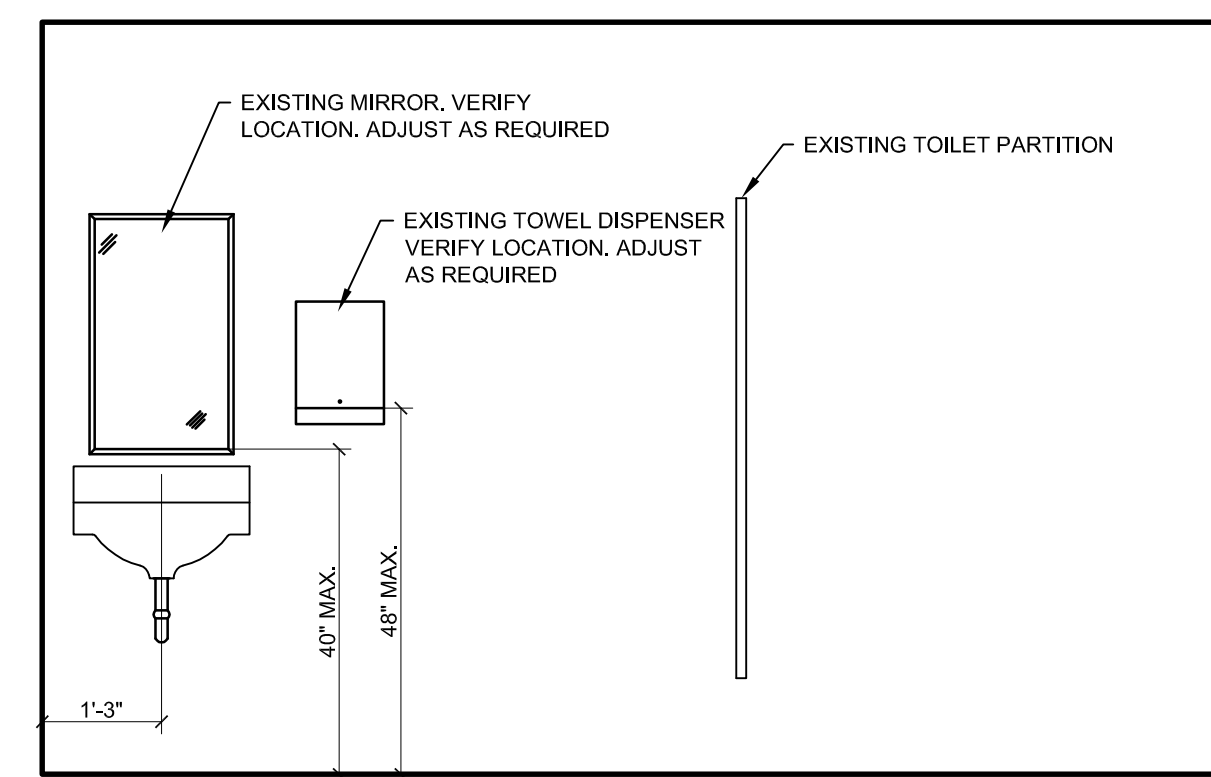 EXISTING MIRROR. VERIFY
LOCATION. ADJUST AS REQUIRED
EXISTING TOILET PARTITION
EXISTING TOWEL DISPENSER
VERIFY LOCATION. ADJUST
AS REQUIRED
40" MAX.
48" MAX.
1'-3"